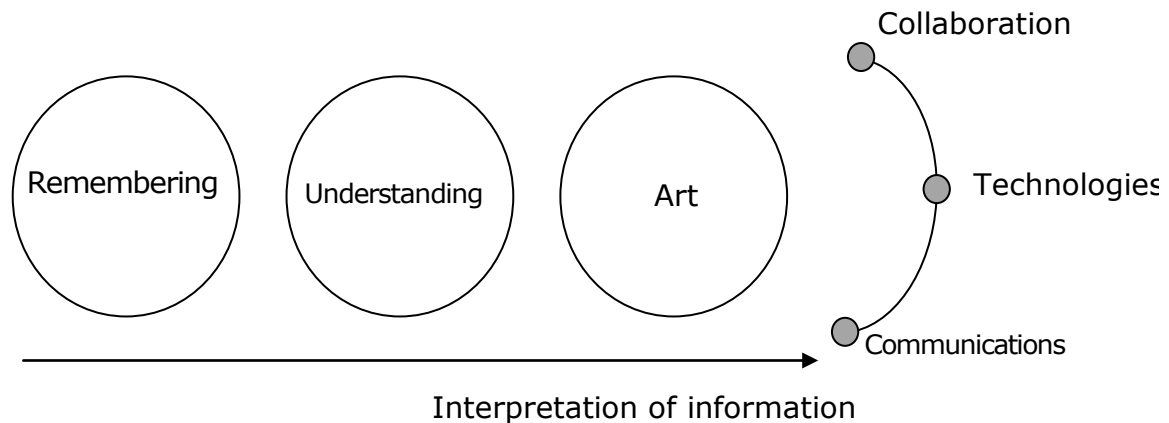 Collaboration
Remembering
Understanding
Art
Technologies
Communications
Interpretation of information